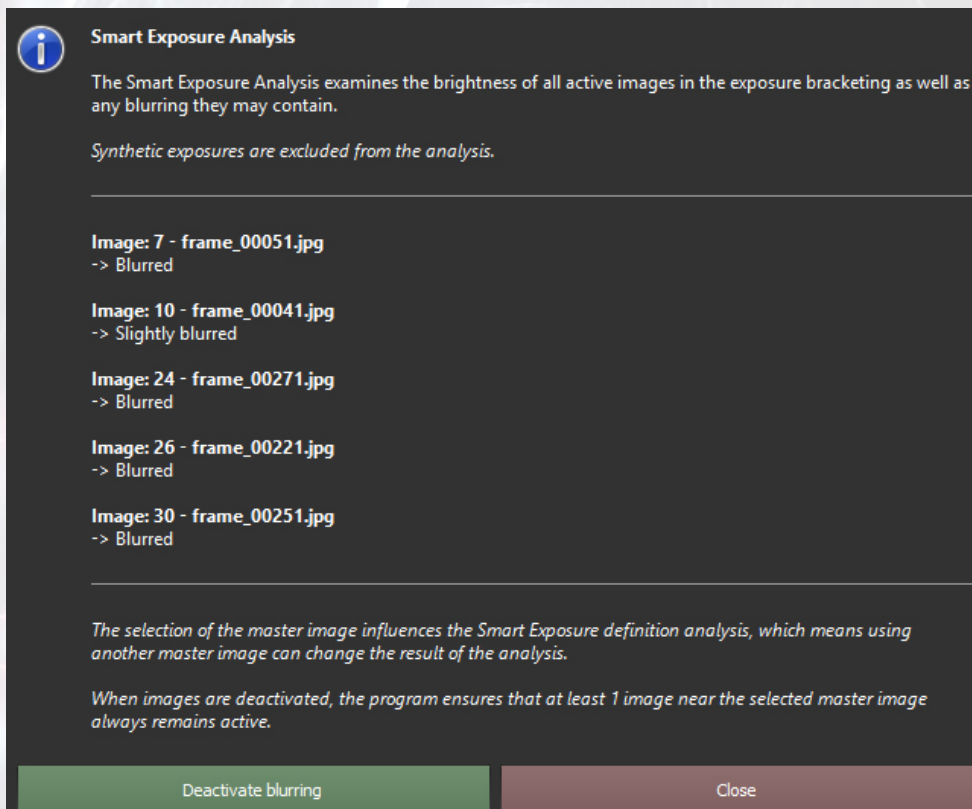 Smart Exposure Analysis
The Smart Exposure Analysis examines the brightness of all active images in the exposure bracketing as well as
any blurring they may contain.
Synthetic exposures are excluded from the analysis.
Image: 7 - frame_00051.jpg
-> Blurred
Image: 10 - frame_00041.jpg
-> Slightly blurred
Image: 24 - frame_00271.jpg
-> Blurred
Image: 26 - frame_00221.jpg
-> Blurred
Image: 30 - frame_00251.jpg
-> Blurred
The selection of the master image influences the Smart Exposure definition analysis, which means using
another master image can change the result of the analysis.
When images are deactivated, the program ensures that at least 1 image near the selected master image
always remains active.
Deactivate blurring
Close